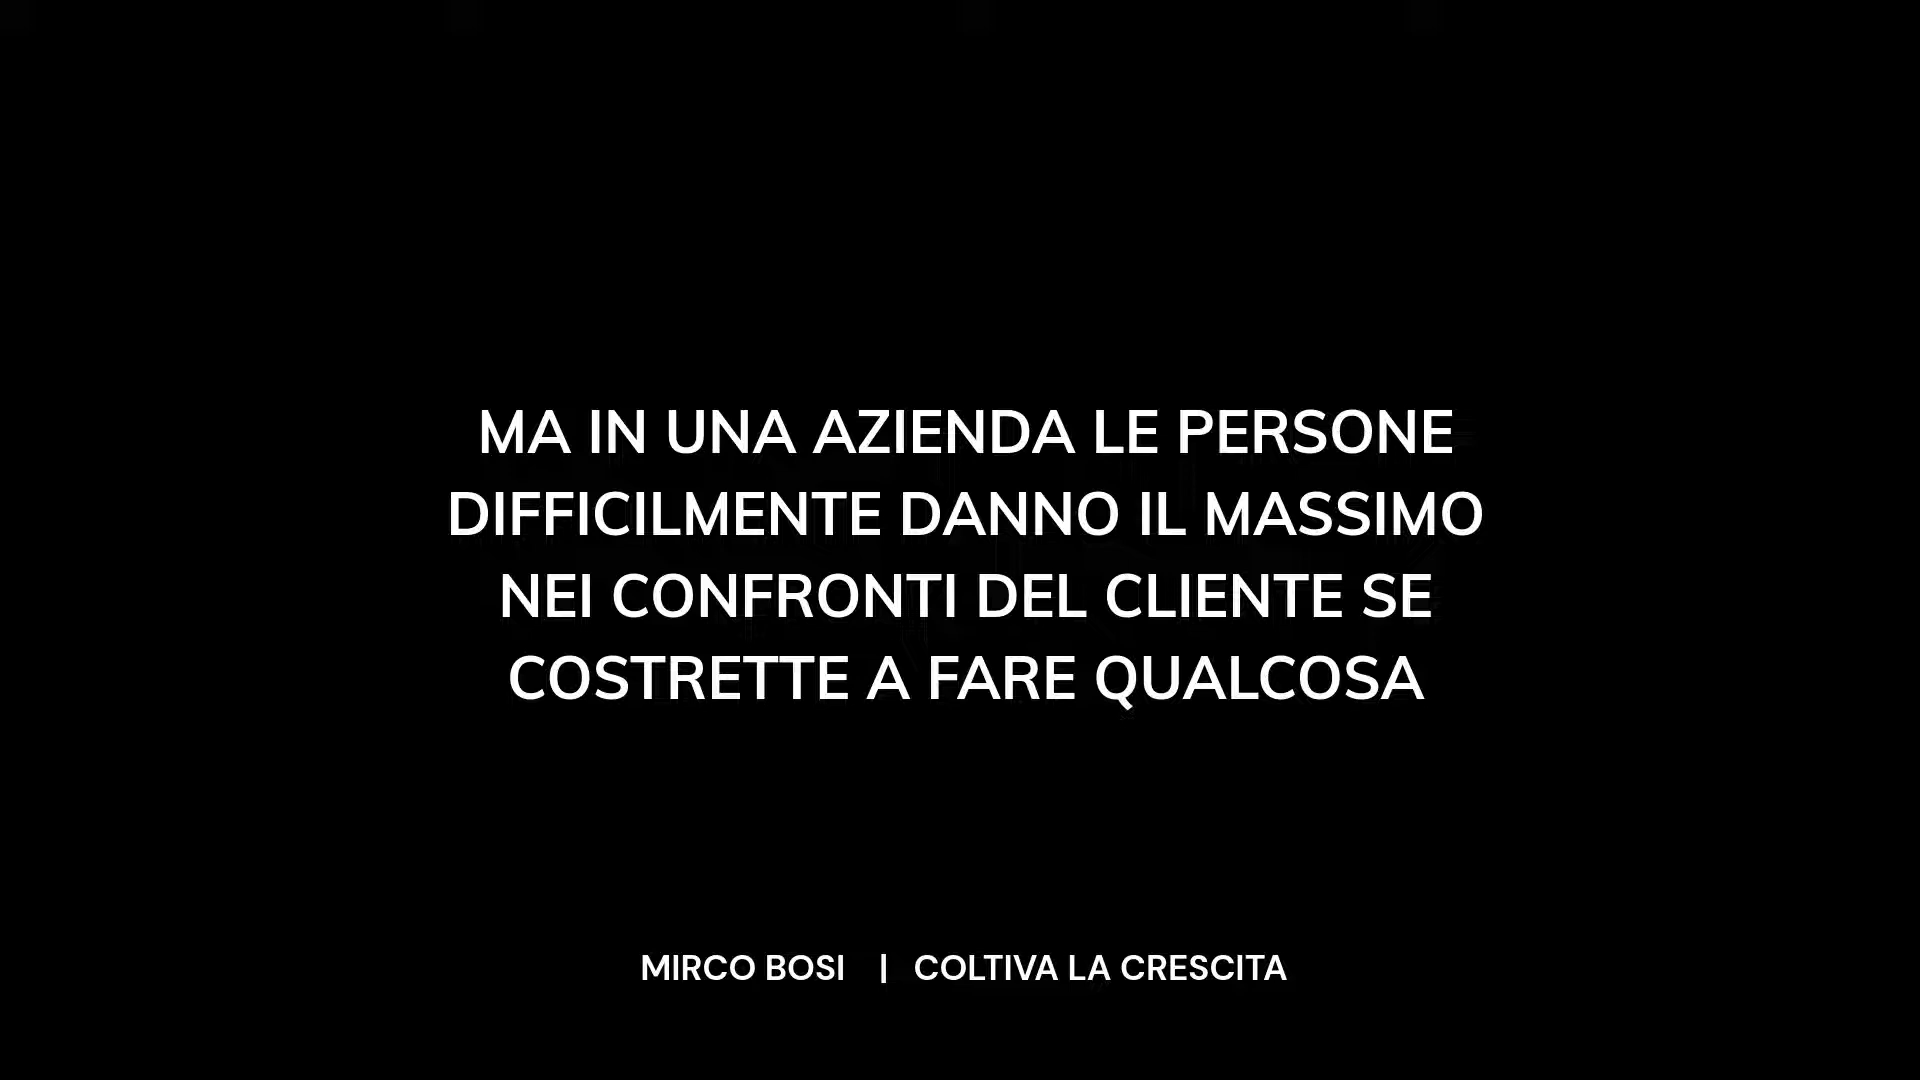 MA IN UNA AZIENDA LE PERSONE
DIFFICILMENTE DANNO IL MASSIMO
NEI CONFRONTI DEL CLIENTE SE
COSTRETTE A FARE QUALCOSA
MIRCO BOSI | COLTIVA LA CRESCITA